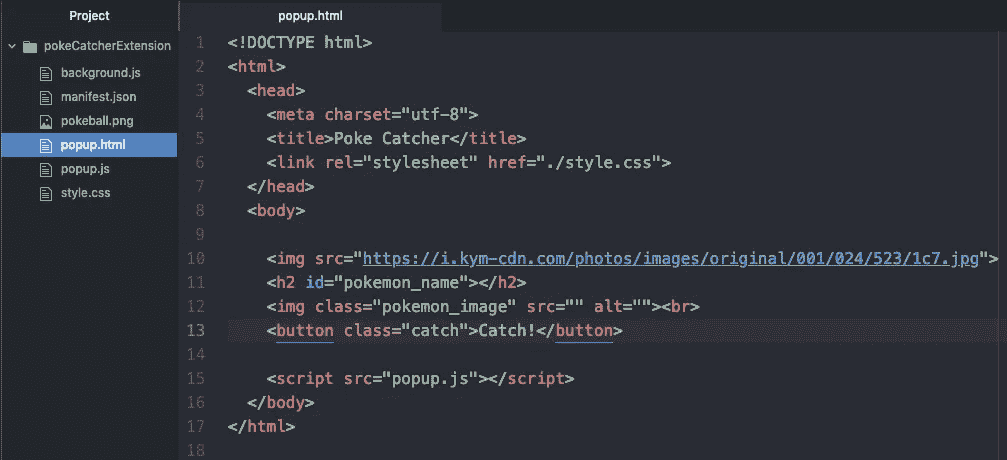 Project
pokeCatcherExtension
background.js
manifest.json
pokeball.png
popup.html
popup.js
style.css
popup.html
1 <!DOCTYPE html>
2 <html>
3   <head>
4     <meta charset="utf-8">
5     <title>Poke Catcher</title>
6     <link rel="stylesheet" href="./style.css">
7   </head>
8   <body>
9
10     <img src="https://i.kym-cdn.com/photos/images/original/001/024/523/1c7.jpg">
11     <h2 id="pokemon_name"></h2>
12     <img class="pokemon_image" src="" alt=""><br>
13     <button class="catch">Catch!</button>
14
15     <script src="popup.js"></script>
16   </body>
17 </html>
18